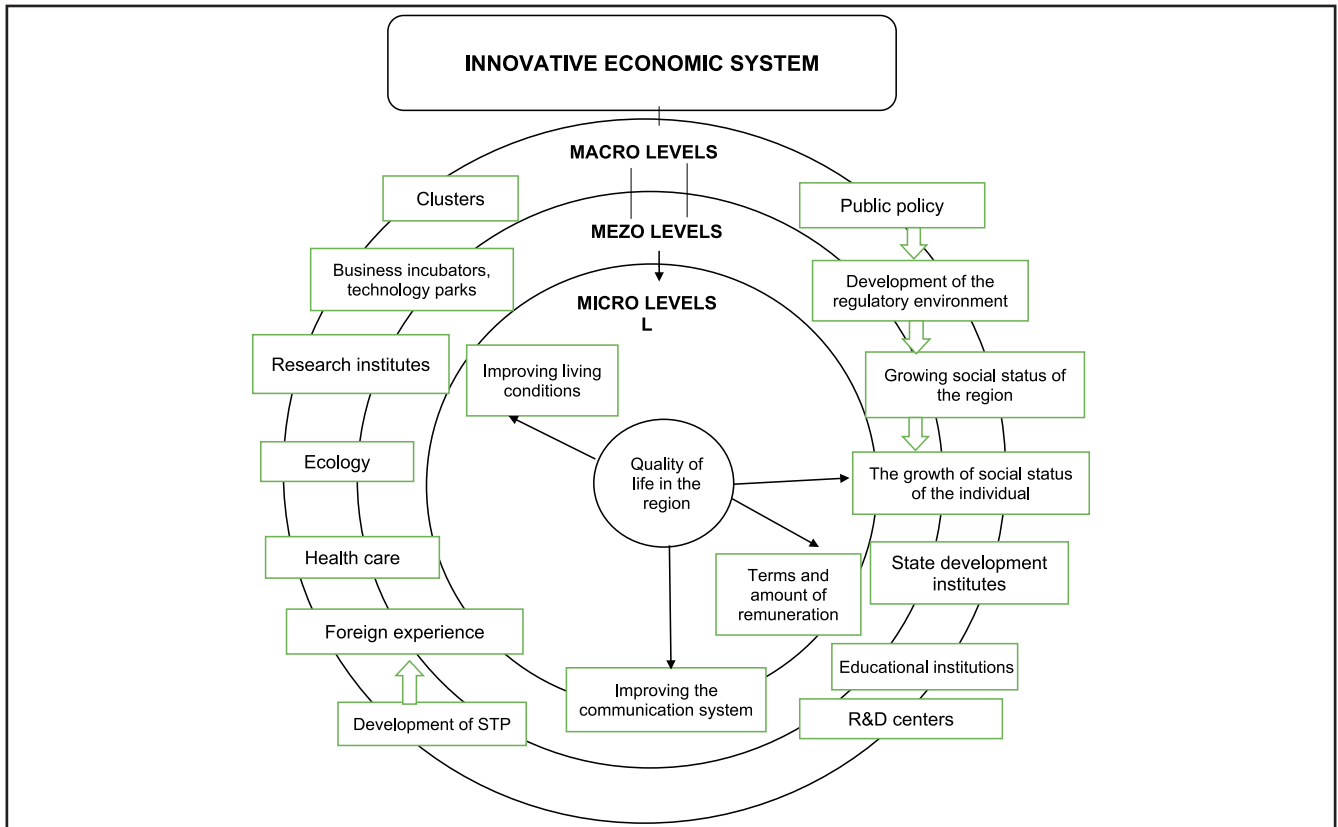 INNOVATIVE ECONOMIC SYSTEM
MACRO LEVELS
Clusters
Public policy
MEZO LEVELS
Business incubators,
technology parks
Development of the
regulatory environment
MICRO LEVELS
L
Research institutes
Improving living
conditions
Growing social status of
the region
Ecology
Quality of
life in the
region
The growth of social status
of the individual
Health care
Terms and
amount of
remuneration
State development
institutes
Foreign experience
Educational institutions
Improving the
communication system
Development of STP
R&D centers